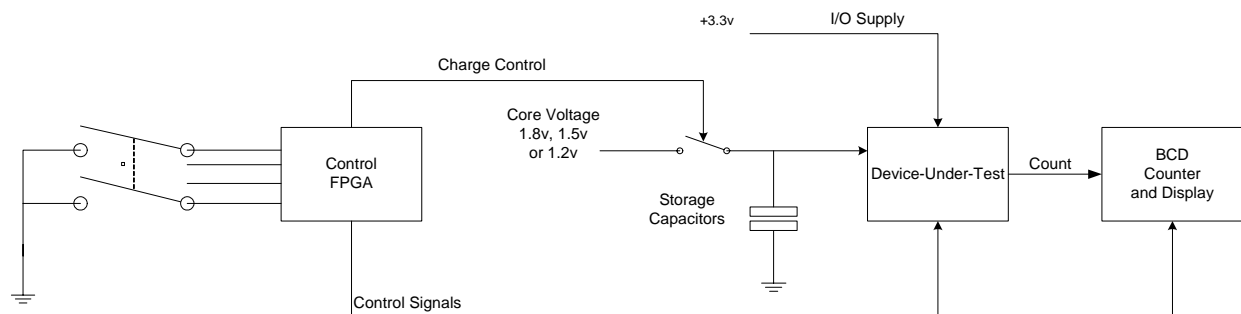 +3.3v
I/O Supply
Charge Control
Core Voltage
1.8v, 1.5v
or 1.2v
Control
FPGA
Device-Under-Test
Count
BCD
Counter
and Display
Storage
Capacitors
Control Signals